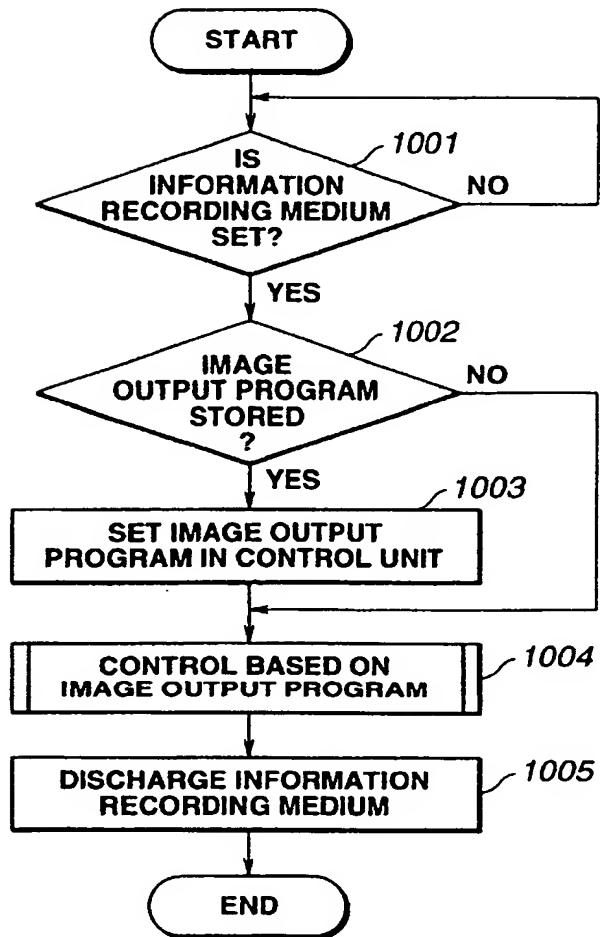 START
1001
IS
INFORMATION
RECORDING MEDIUM
SET?
NO
YES
1002
IMAGE
OUTPUT PROGRAM
STORED
?
NO
YES
1003
SET IMAGE OUTPUT
PROGRAM IN CONTROL UNIT
CONTROL BASED ON
IMAGE OUTPUT PROGRAM
1004
DISCHARGE INFORMATION
RECORDING MEDIUM
1005
END